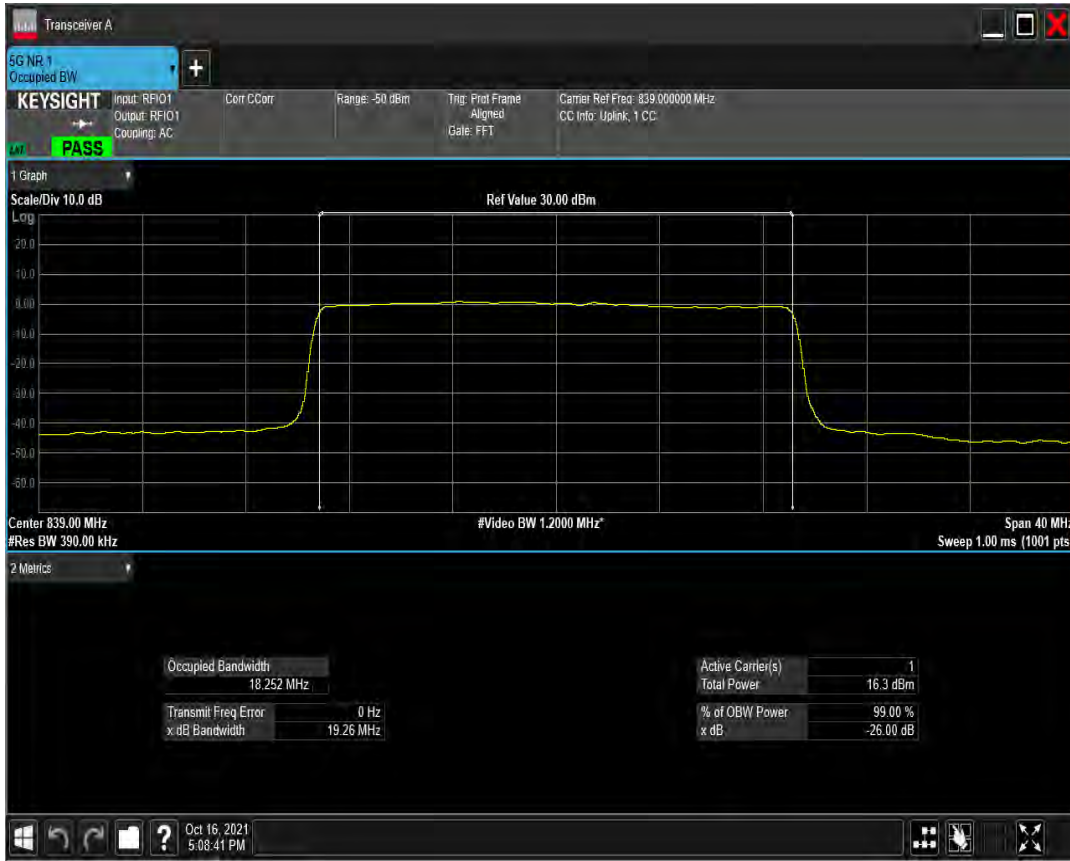 Transceiver A
5G NR 1
Occupied BW
+
KEYSIGHT
Input: RFIO1
Output: RFIO1
Coupling: AC
Corr CCorr
Range: -50 dBm
Trig: Prot Frame
Aligned
Gate: FFT
Carrier Ref Freq: 839.000000 MHz
CC Info: Uplink, 1 CC
PASS
1 Graph
Scale/Div 10.0 dB
Ref Value 30.00 dBm
Log
20.0
10.0
0.00
-10.0
-20.0
-30.0
-40.0
-50.0
-60.0
Center 839.00 MHz
#Video BW 1.2000 MHz*
Span 40 MHz
#Res BW 390.00 kHz
Sweep 1.00 ms (1001 pts
2 Metrics
Occupied Bandwidth
18.252 MHz
Transmit Freq Error 0 Hz
x dB Bandwidth 19.26 MHz
Active Carrier(s) 1
Total Power 16.3 dBm
% of OBW Power 99.00 %
x dB -26.00 dB
?
Oct 16, 2021
5:08:41 PM